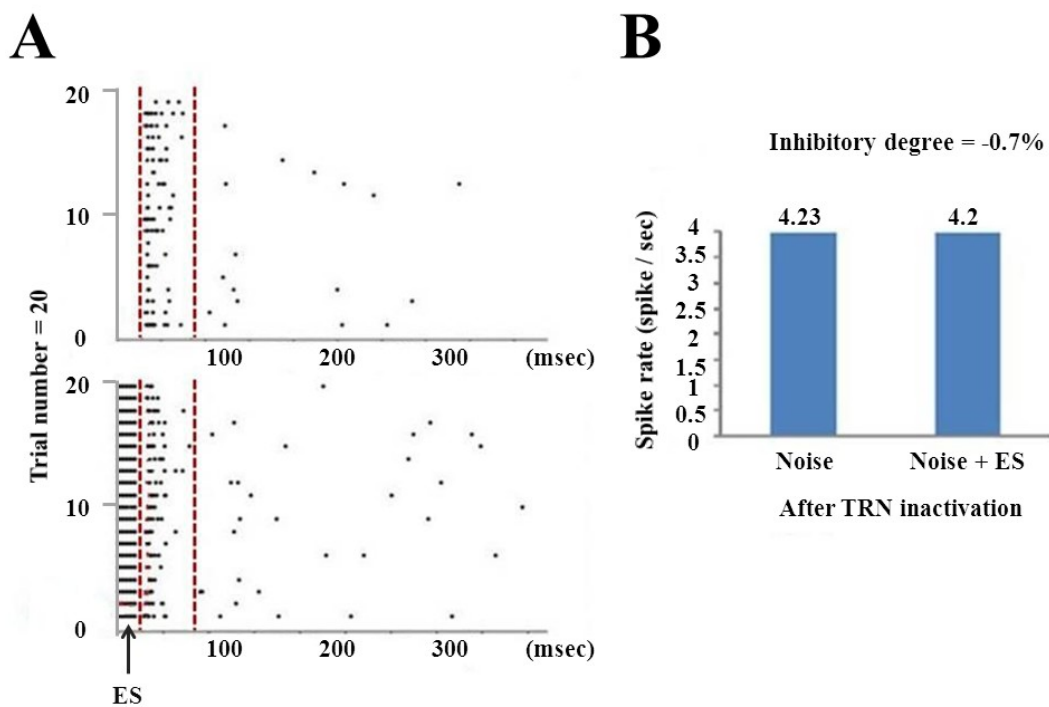 A
20
10
0
100 200 300 (msec)
20
10
0
100 200 300 (msec)
Trial number = 20
ES
B
Inhibitory degree = -0.7%
Spike rate (spike / sec)
4.23 4.2
4
3.5
3
2.5
2
1.5
1
0.5
0
Noise Noise + ES
After TRN inactivation